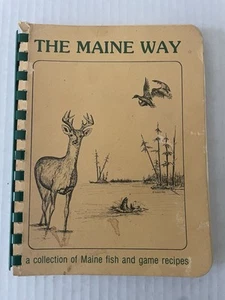 THE MAINE WAY
a collection of Maine fish and game recipes